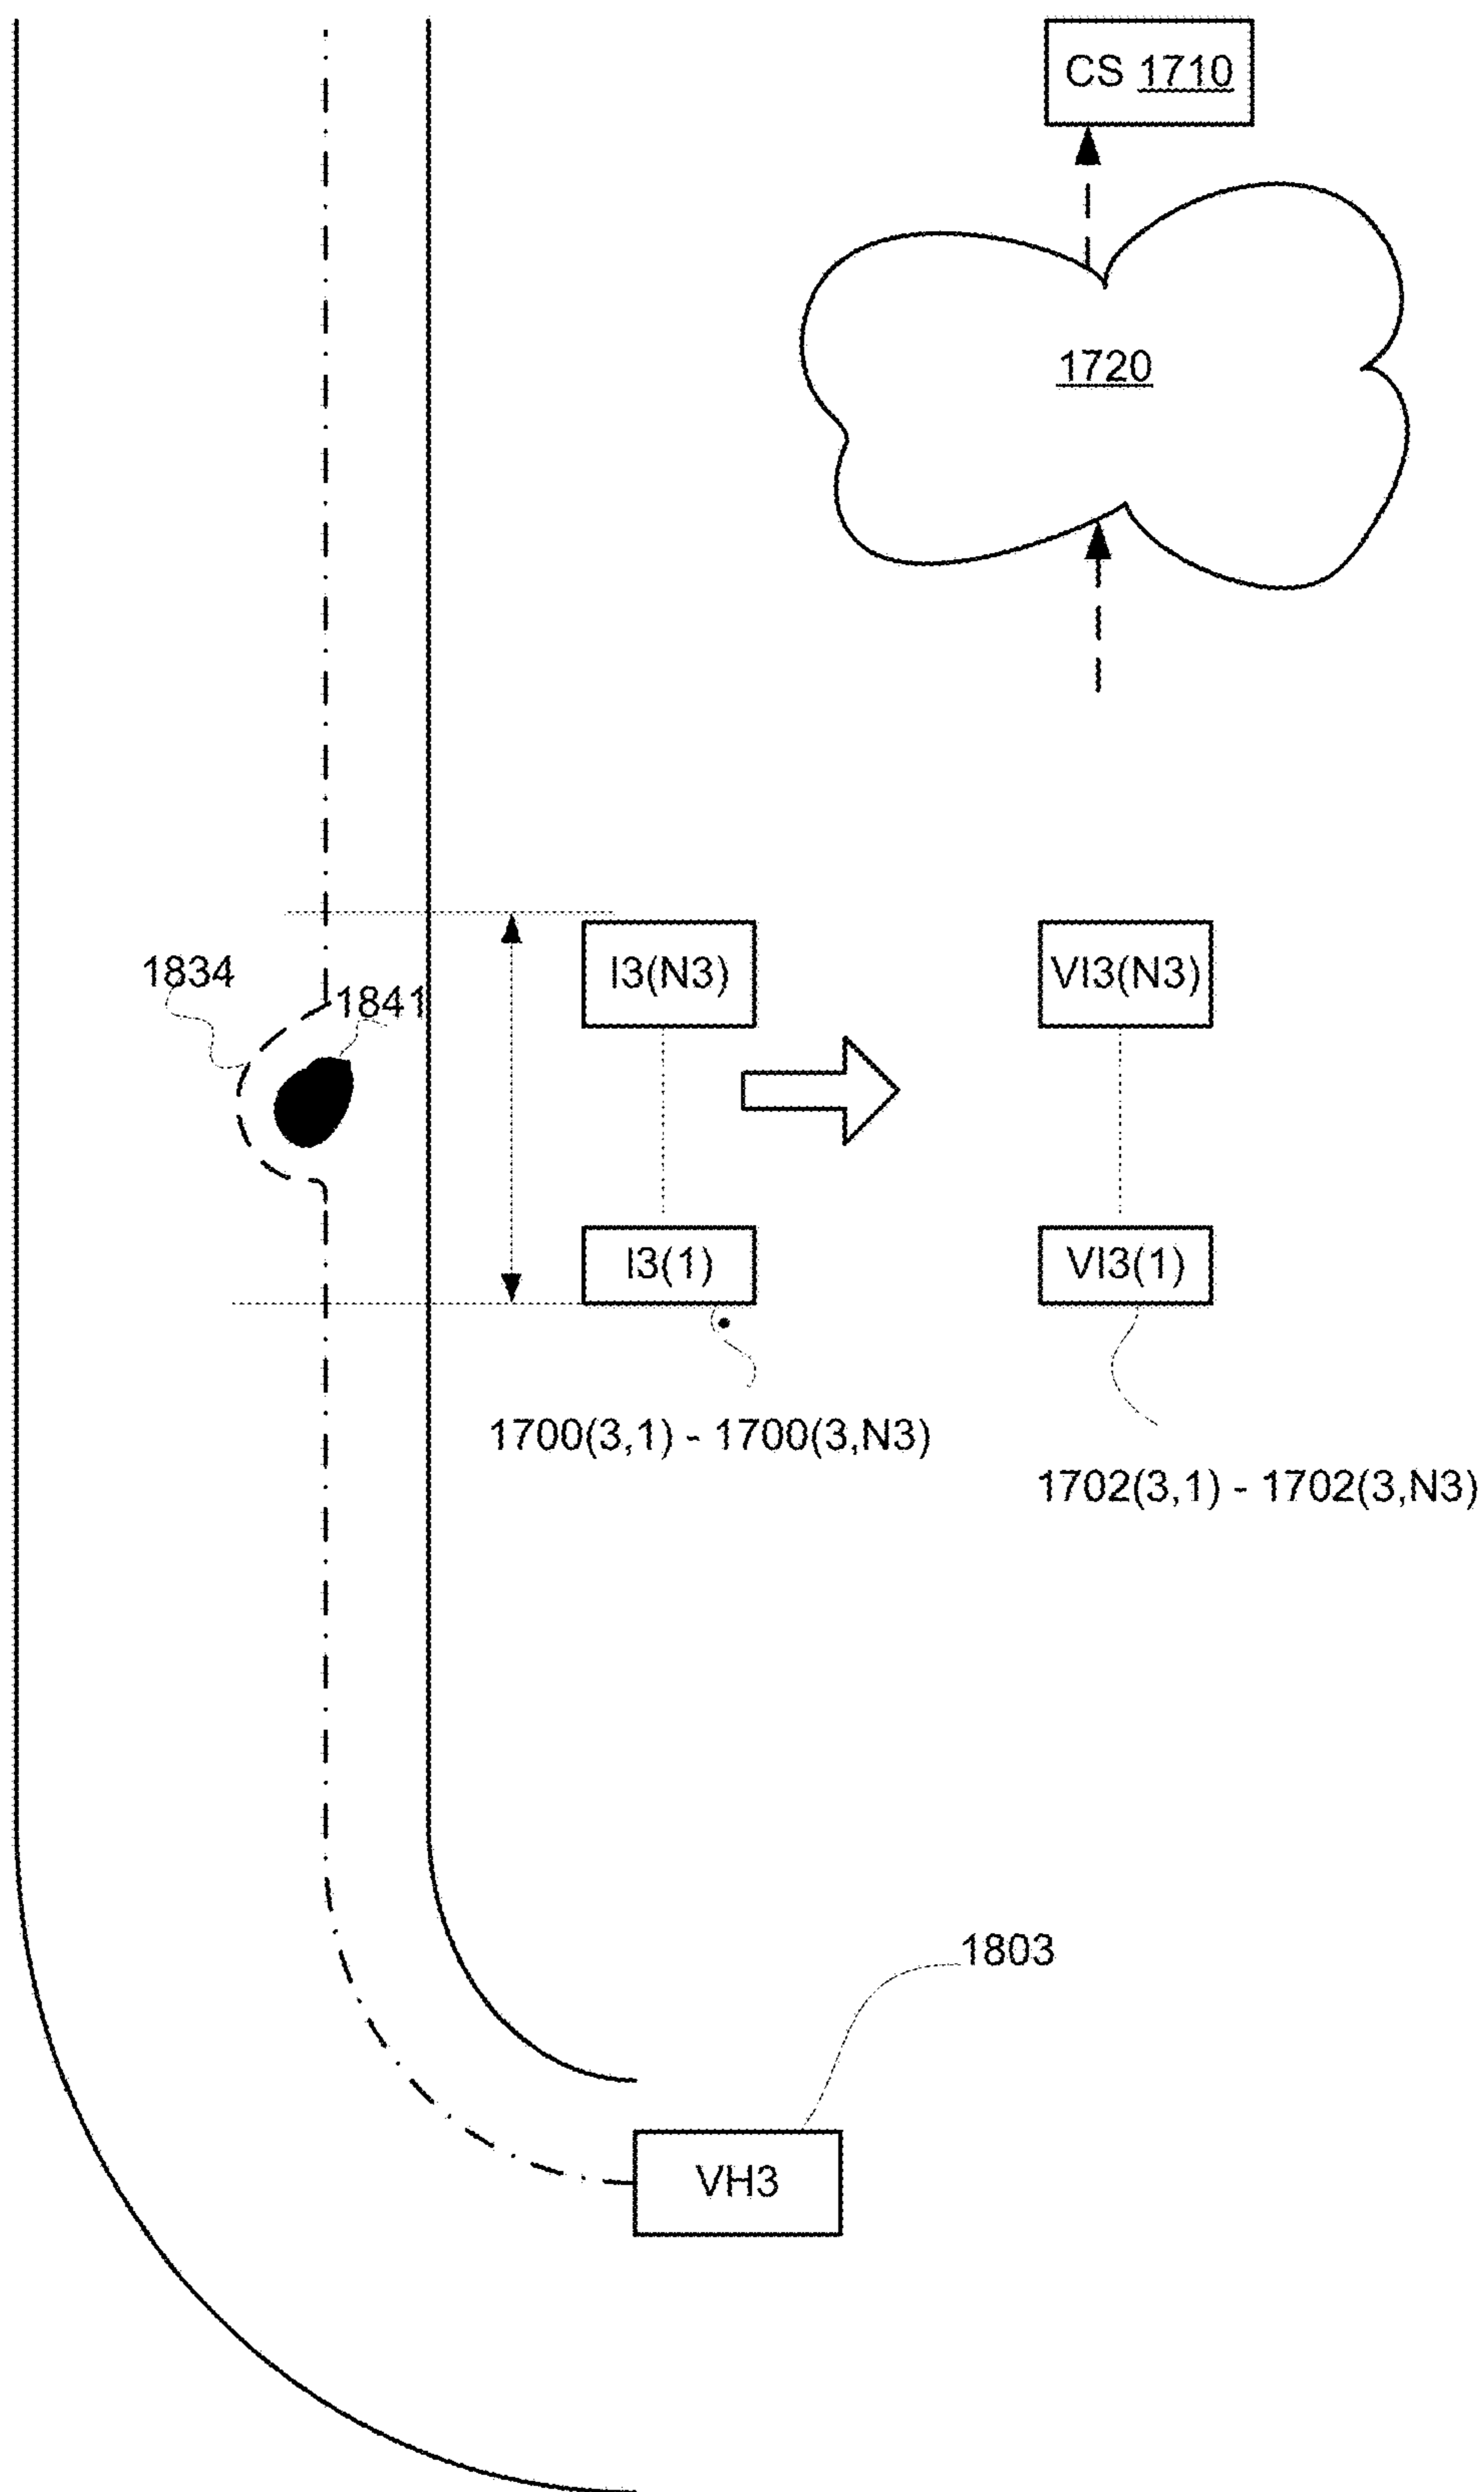 CS 1710
1720
1834
1841
I3(N3)
VI3(N3)
I3(1)
VI3(1)
1700(3,1) - 1700(3,N3)
1702(3,1) - 1702(3,N3)
1803
VH3